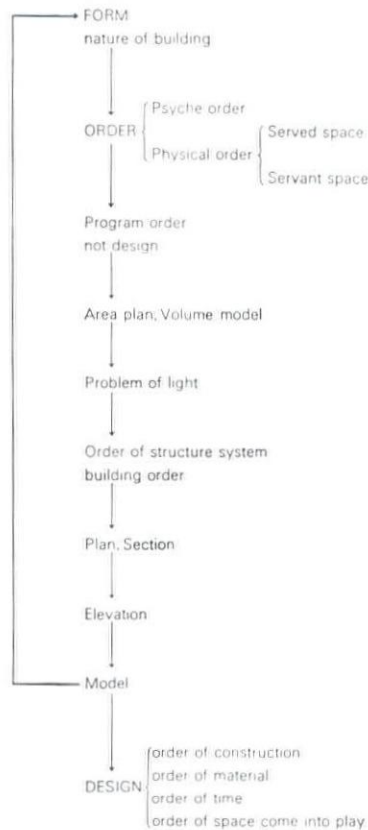 FORM
nature of building
Psyche order
ORDER
Physical order
Served space
Servant space
Program order
not design
Area plan, Volume model
Problem of light
Order of structure system
building order
Plan, Section
Elevation
Model
DESIGN
order of construction
order of material
order of time
order of space come into play